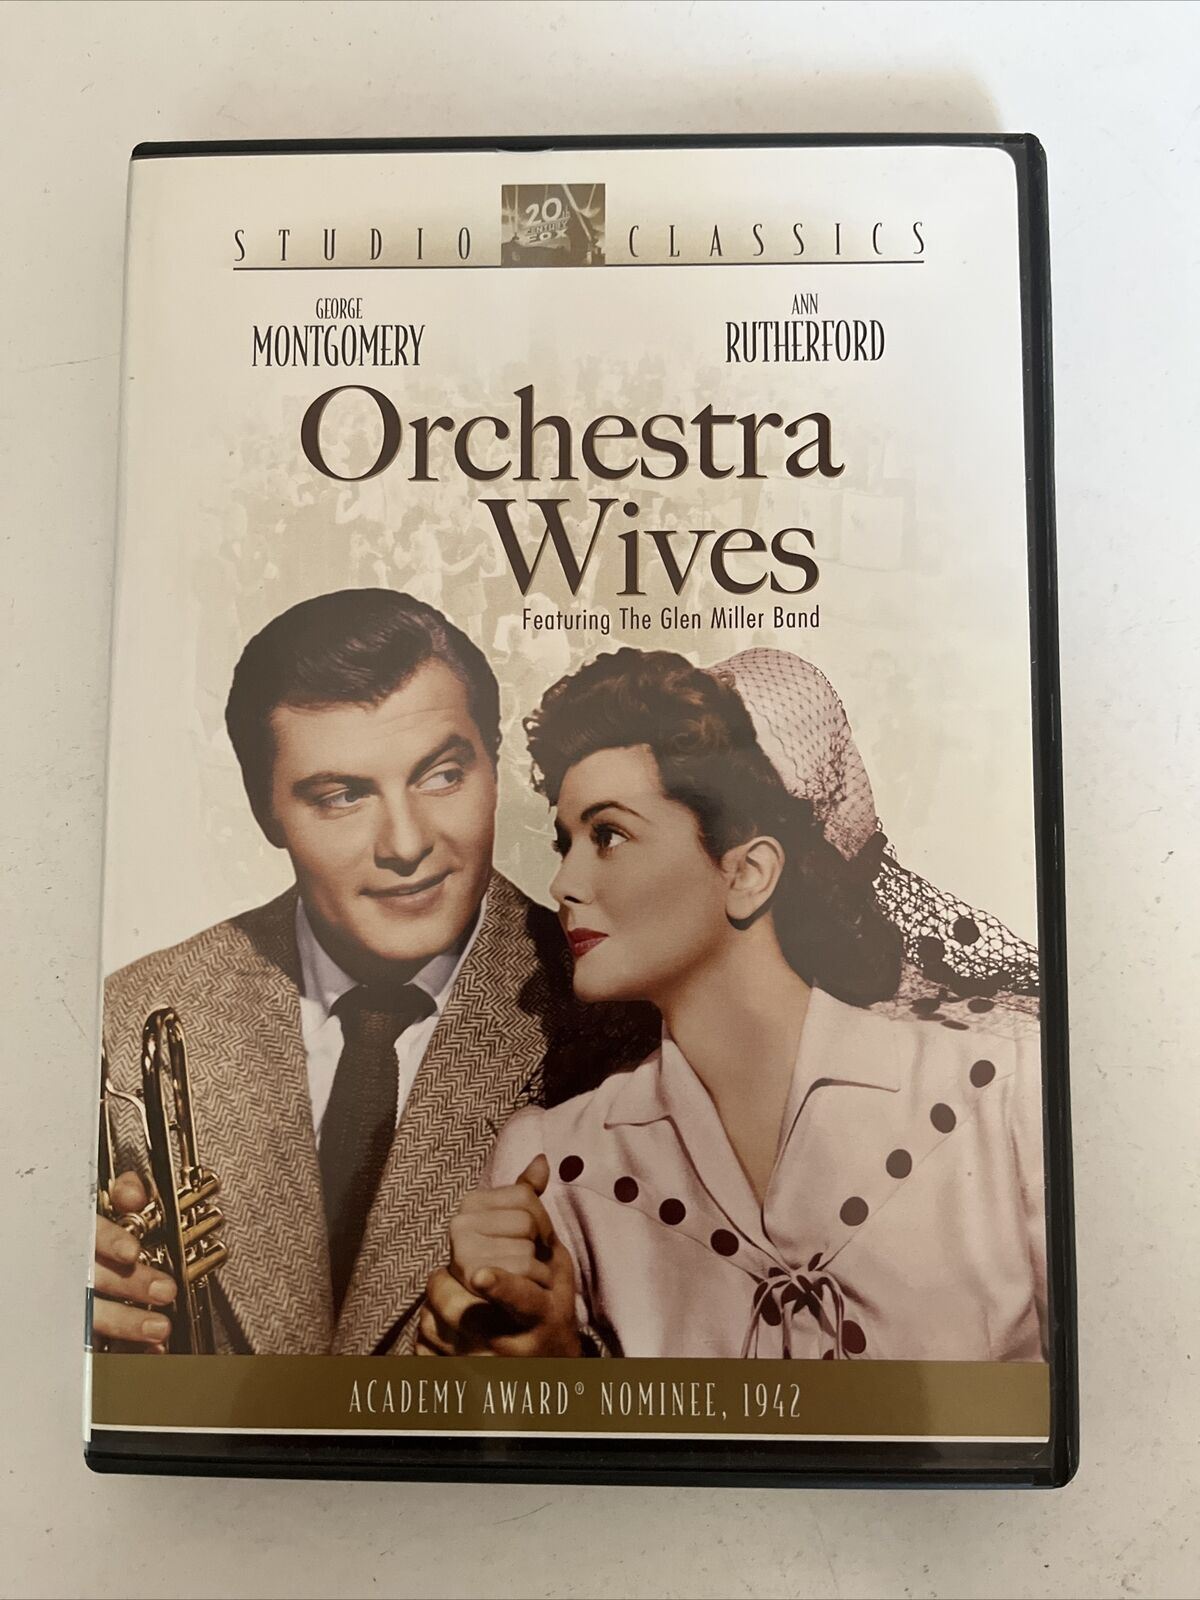 STUDIO 20th CENTURY FOX CLASSICS
GEORGE MONTGOMERY
ANN RUTHERFORD
Orchestra
Wives
Featuring The Glen Miller Band
ACADEMY AWARD® NOMINEE, 1942